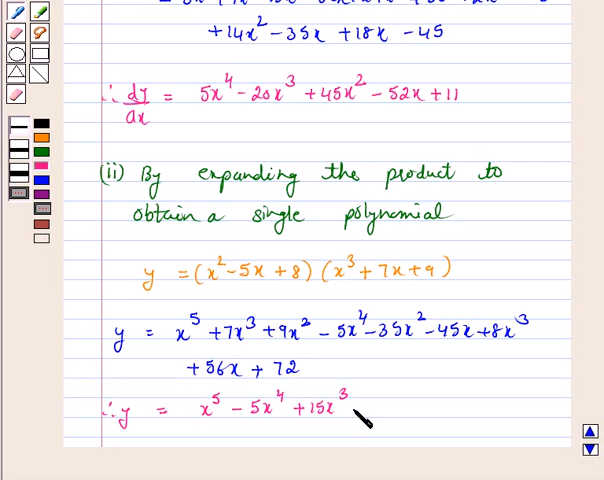 +14x² - 35x + 18x - 45
∴ dy/dx = 5x⁴ - 20x³ + 45x² - 52x + 11
(ii) By expanding the product to
obtain a single polynomial
y = (x² - 5x + 8) (x³ + 7x + 9)
y = x⁵ + 7x³ + 9x² - 5x⁴ - 35x² - 45x + 8x³
+ 56x + 72
∴ y = x⁵ - 5x⁴ + 15x³